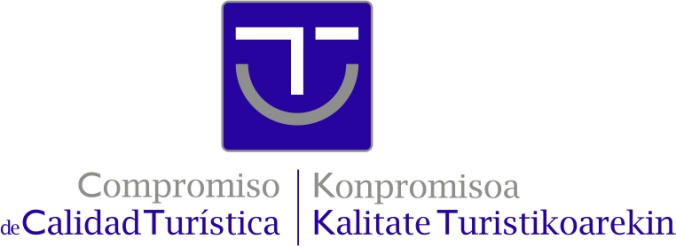 Compromiso
de Calidad Turística
Konpromisoa
Kalitate Turistikoarekin